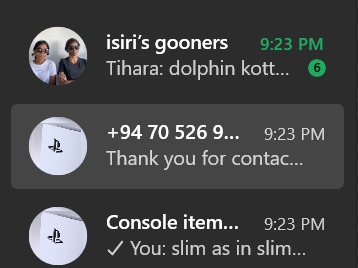 isiri’s gooners 9:23 PM
Tihara: dolphin kott... 6
+94 70 526 9... 9:23 PM
Thank you for contac...
Console item... 9:23 PM
You: slim as in slim...